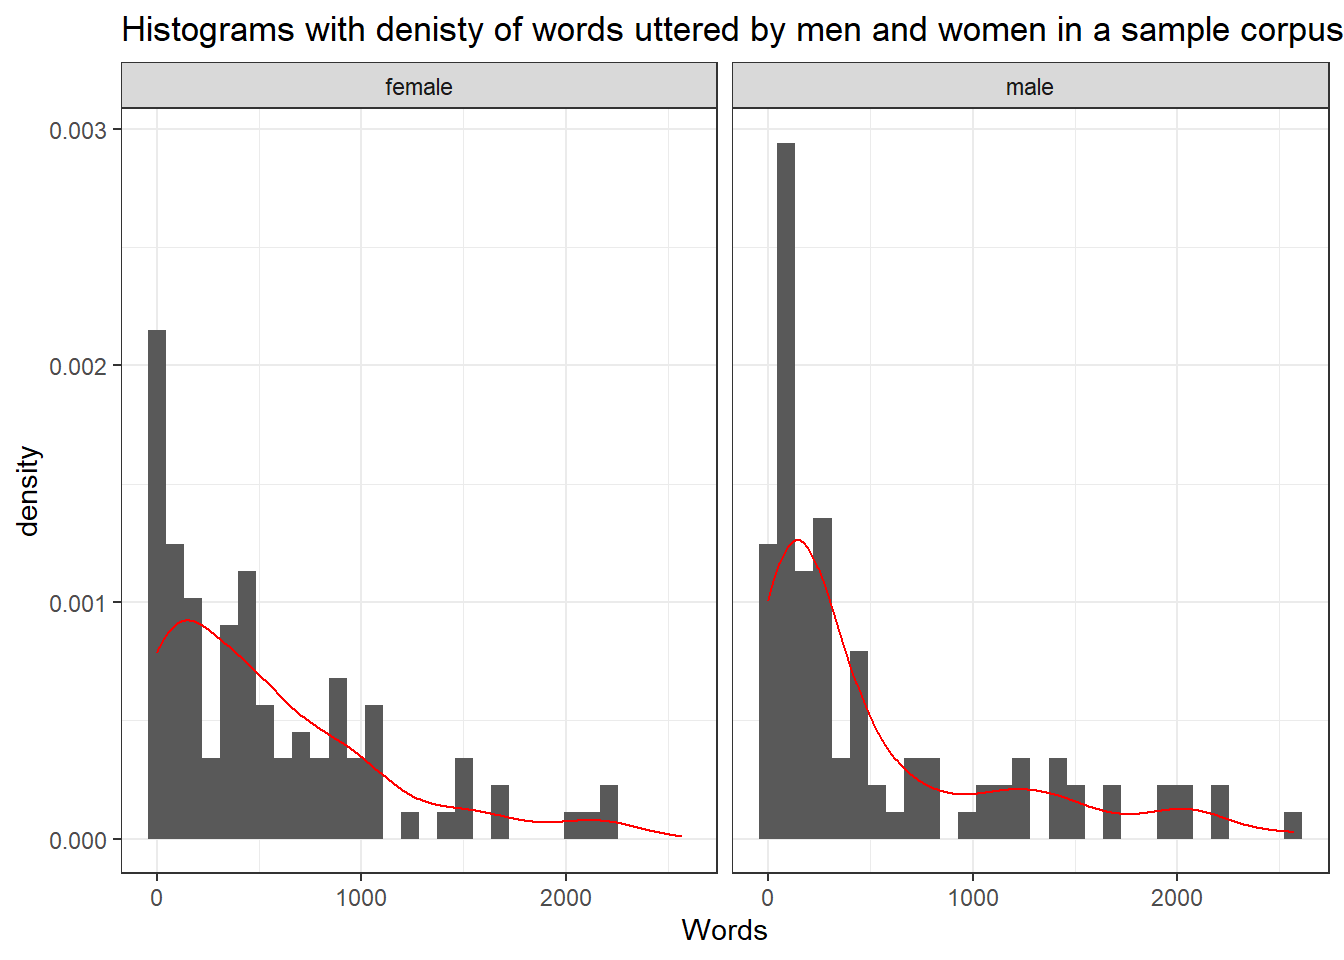 Histograms with denisty of words uttered by men and women in a sample corpus
female
male
0.003
0.002
0.001
0.000
density
0
1000
2000
0
1000
2000
Words